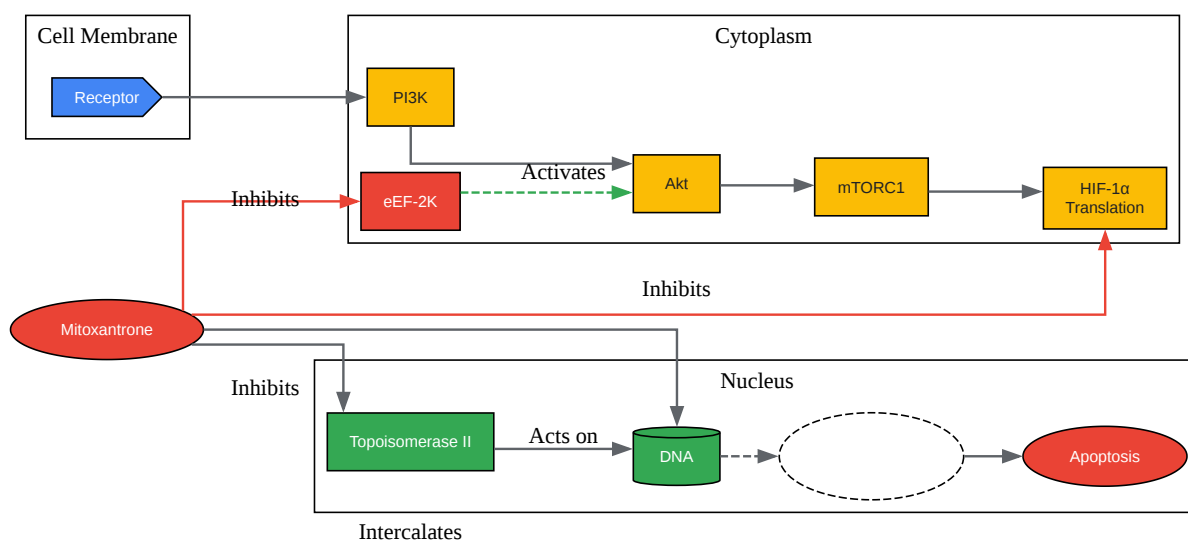 Cell Membrane
Cytoplasm
Receptor
PI3K
Activates
Akt
mTORC1
HIF-1α
Translation
Inhibits
eEF-2K
Inhibits
Mitoxantrone
Inhibits
Nucleus
Topoisomerase II
Acts on
DNA
Apoptosis
Intercalates